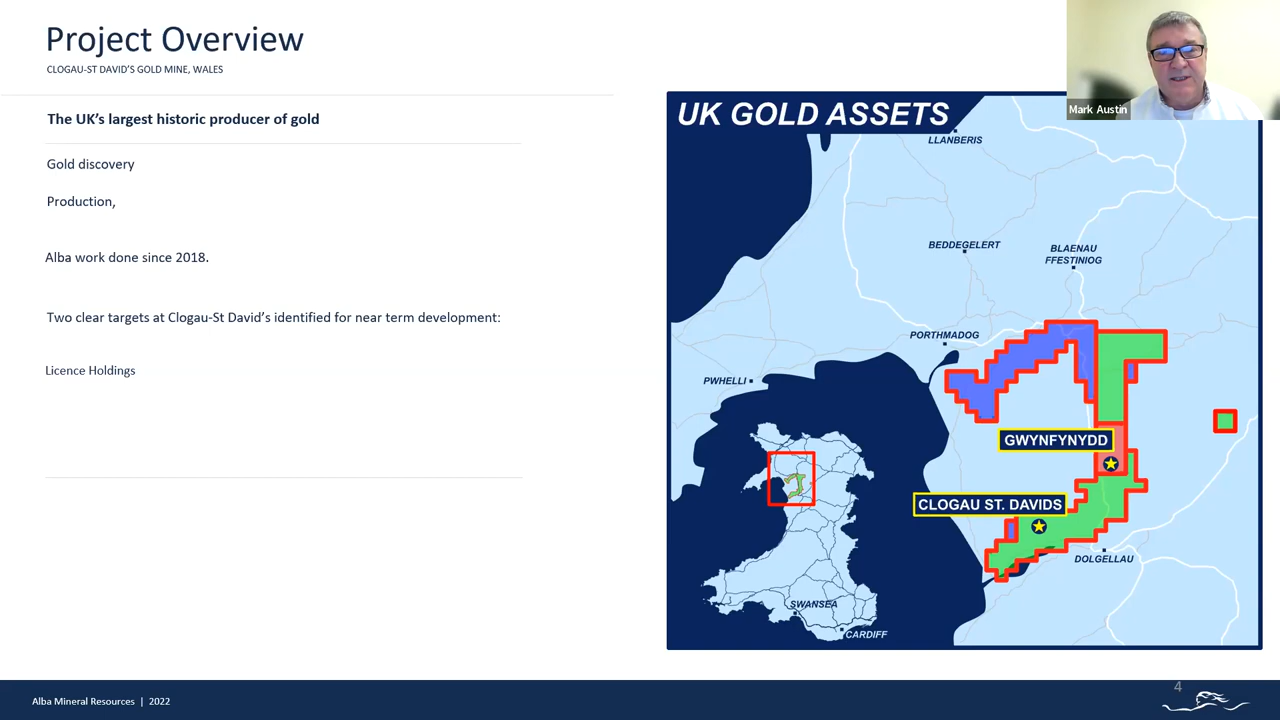 Project Overview
CLOGAU-ST DAVID'S GOLD MINE, WALES
The UK's largest historic producer of gold
Gold discovery
Production,
Alba work done since 2018.
Two clear targets at Clogau-St David's identified for near term development:
Licence Holdings
Mark Austin
UK GOLD ASSETS
LLANBERIS
BEDDEGELERT
BLAENAU
FFESTINIOG
PORTHMADOG
PWHELLI
GWYNFYNYDD
CLOGAU ST. DAVIDS
DOLGELLAU
SWANSEA
CARDIFF
Alba Mineral Resources | 2022
4